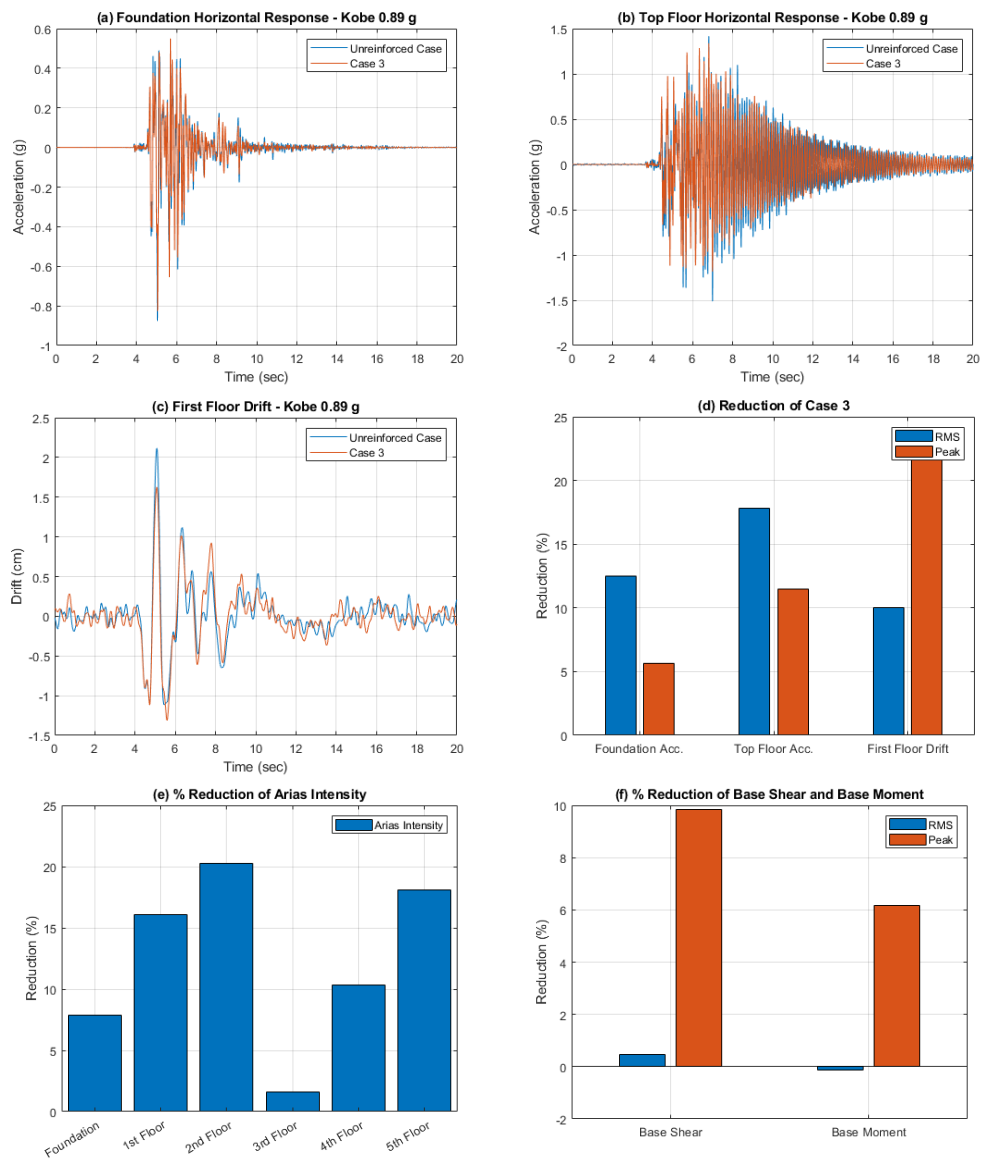 (a) Foundation Horizontal Response - Kobe 0.89 g
Unreinforced Case
Case 3
Acceleration (g)
0.6
0.4
0.2
0
-0.2
-0.4
-0.6
-0.8
-1
0 2 4 6 8 10 12 14 16 18 20
Time (sec)
(b) Top Floor Horizontal Response - Kobe 0.89 g
Unreinforced Case
Case 3
Acceleration (g)
1.5
1
0.5
0
-0.5
-1
-1.5
-2
0 2 4 6 8 10 12 14 16 18 20
Time (sec)
(c) First Floor Drift - Kobe 0.89 g
Unreinforced Case
Case 3
Drift (cm)
2.5
2
1.5
1
0.5
0
-0.5
-1
-1.5
0 2 4 6 8 10 12 14 16 18 20
Time (sec)
(d) Reduction of Case 3
RMS
Peak
Reduction (%)
25
20
15
10
5
0
Foundation Acc. Top Floor Acc. First Floor Drift
(e) % Reduction of Arias Intensity
Arias Intensity
Reduction (%)
25
20
15
10
5
0
Foundation 1st Floor 2nd Floor 3rd Floor 4th Floor 5th Floor
(f) % Reduction of Base Shear and Base Moment
RMS
Peak
Reduction (%)
10
8
6
4
2
0
-2
Base Shear Base Moment